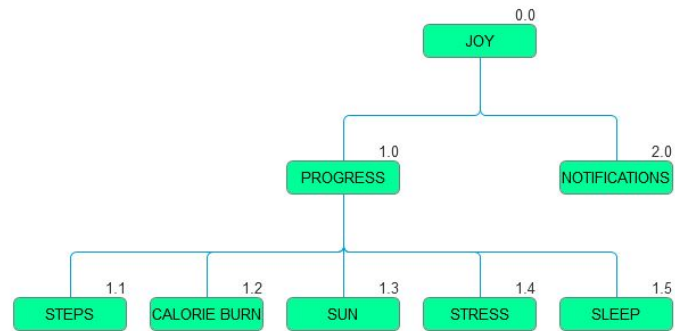 0.0
JOY
1.0
PROGRESS
2.0
NOTIFICATIONS
1.1
STEPS
1.2
CALORIE BURN
1.3
SUN
1.4
STRESS
1.5
SLEEP